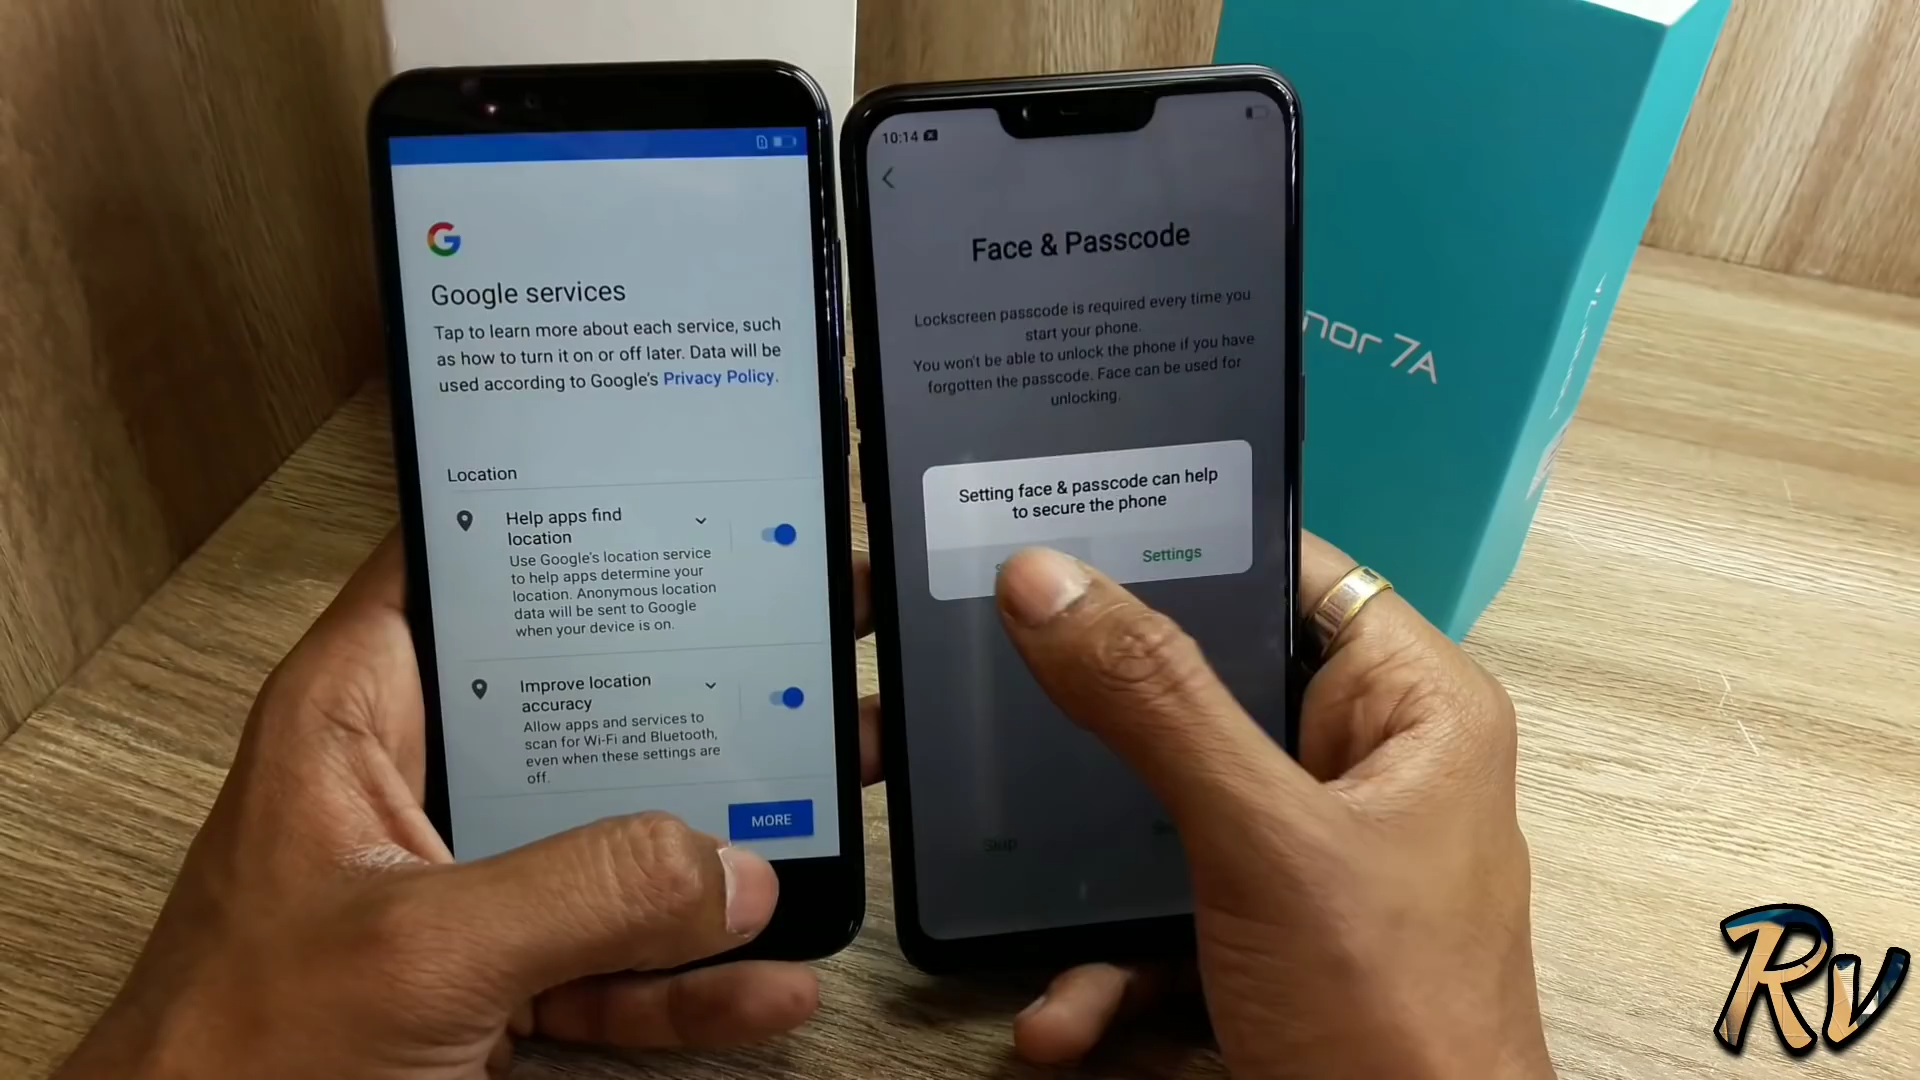 Google services
Tap to learn more about each service, such
as how to turn it on or off later. Data will be
used according to Google's Privacy Policy.
Location
Help apps find
location
Use Google's location service
to help apps determine your
location. Anonymous location
data will be sent to Google
when your device is on.
Improve location
accuracy
Allow apps and services to
scan for Wi-Fi and Bluetooth,
even when these settings are
off.
MORE
10:14
Face & Passcode
Lockscreen passcode is required every time you
start your phone.
You won't be able to unlock the phone if you have
forgotten the passcode. Face can be used for
unlocking.
Setting face & passcode can help
to secure the phone
Settings
Skip
nor 7A
Rv